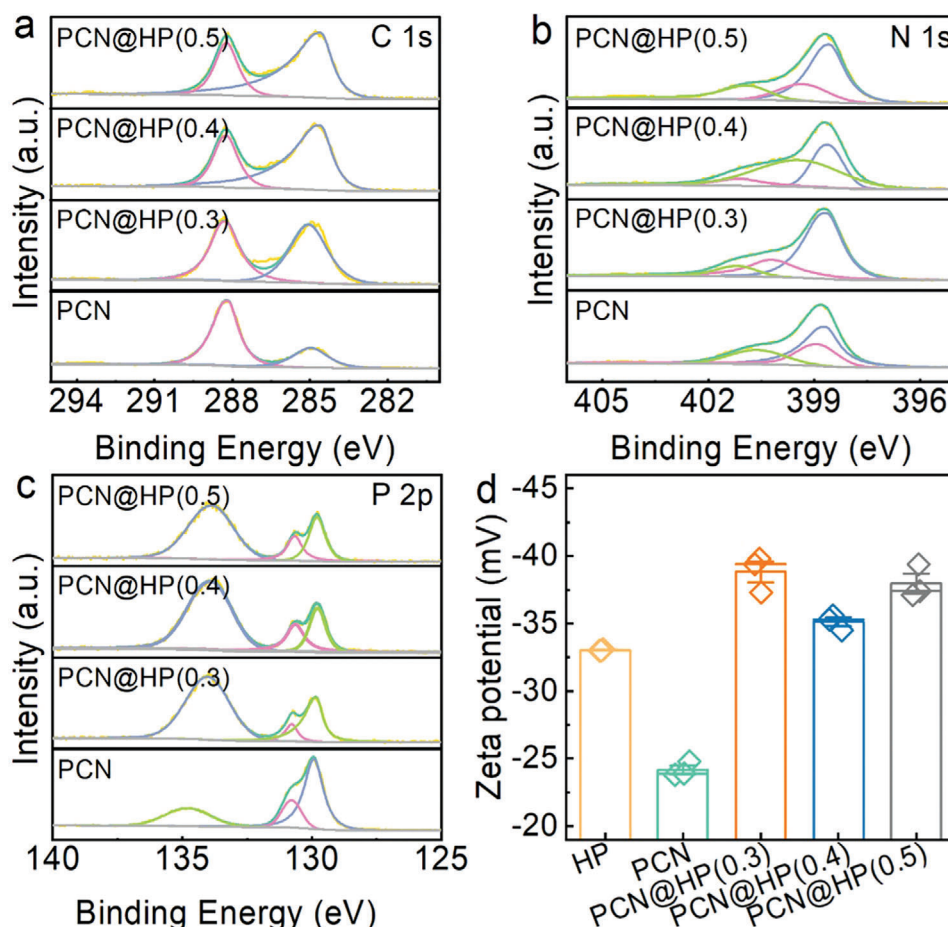 a
C 1s
PCN@HP(0.5)
PCN@HP(0.4)
PCN@HP(0.3)
PCN
Intensity (a.u.)
294 291 288 285 282
Binding Energy (eV)
b
N 1s
PCN@HP(0.5)
PCN@HP(0.4)
PCN@HP(0.3)
PCN
Intensity (a.u.)
405 402 399 396
Binding Energy (eV)
c
P 2p
PCN@HP(0.5)
PCN@HP(0.4)
PCN@HP(0.3)
PCN
Intensity (a.u.)
140 135 130 125
Binding Energy (eV)
d
Zeta potential (mV)
-45
-40
-35
-30
-25
-20
HP
PCN
PCN@HP(0.3)
PCN@HP(0.4)
PCN@HP(0.5)